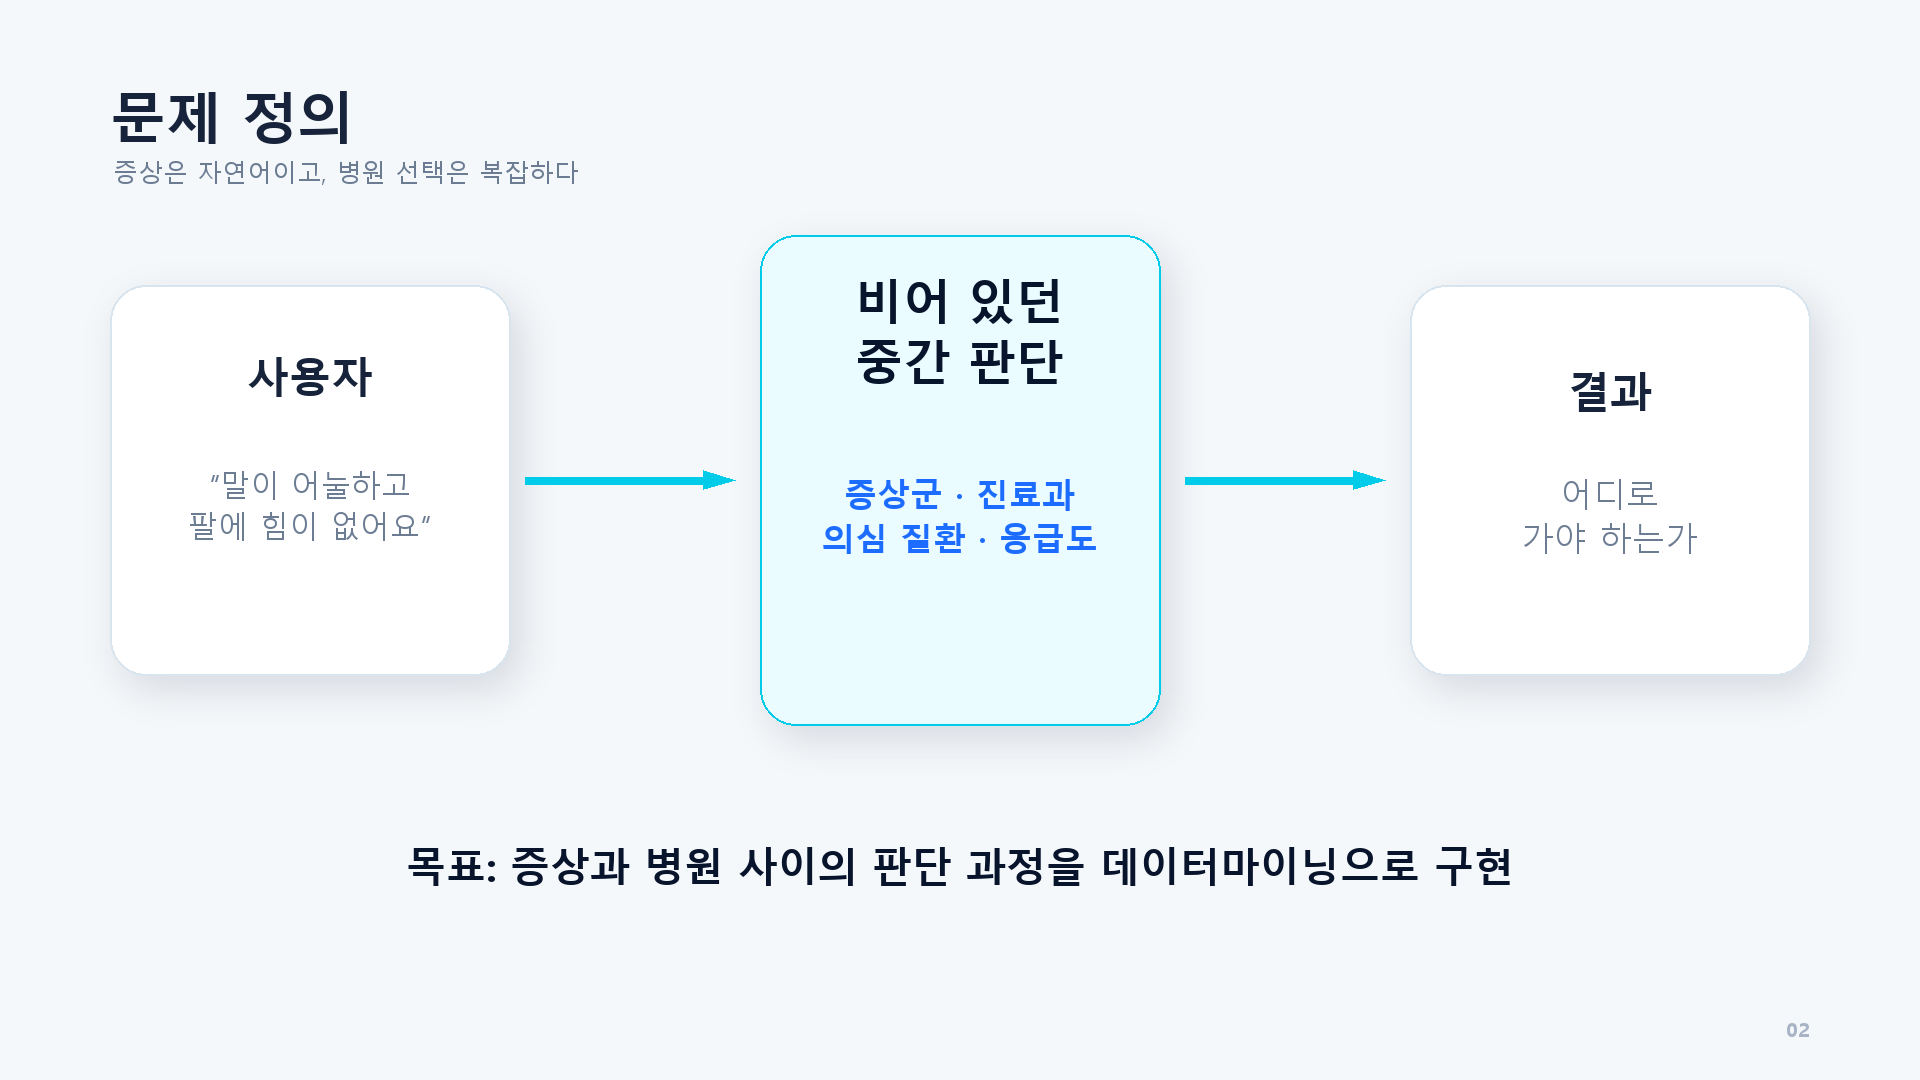 문제 정의
증상은 자연어이고, 병원 선택은 복잡하다
사용자
"말이 어눌하고
팔에 힘이 없어요"
비어 있던
중간 판단
증상군 · 진료과
의심 질환 · 응급도
결과
어디로
가야 하는가
목표: 증상과 병원 사이의 판단 과정을 데이터마이닝으로 구현
02